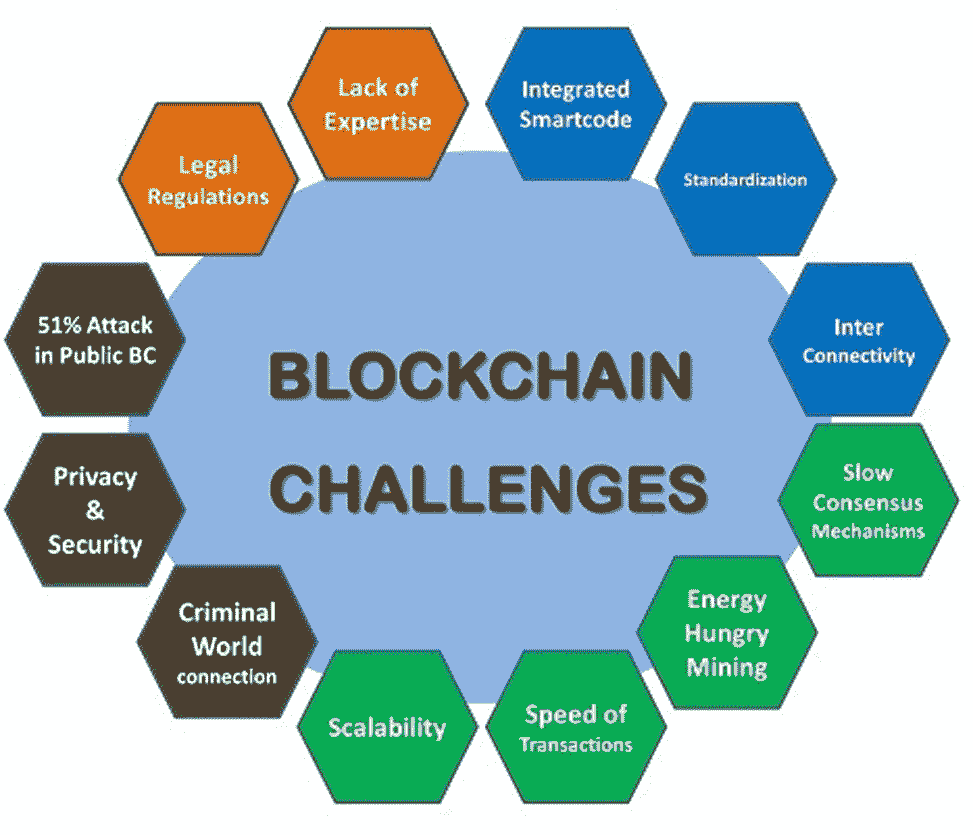 Lack of
Expertise
Integrated
Smartcode
Legal
Regulations
Standardization
51% Attack
in Public BC
Inter
Connectivity
BLOCKCHAIN
CHALLENGES
Privacy
&
Security
Slow
Consensus
Mechanisms
Criminal
World
connection
Energy
Hungry
Mining
Scalability
Speed of
Transactions